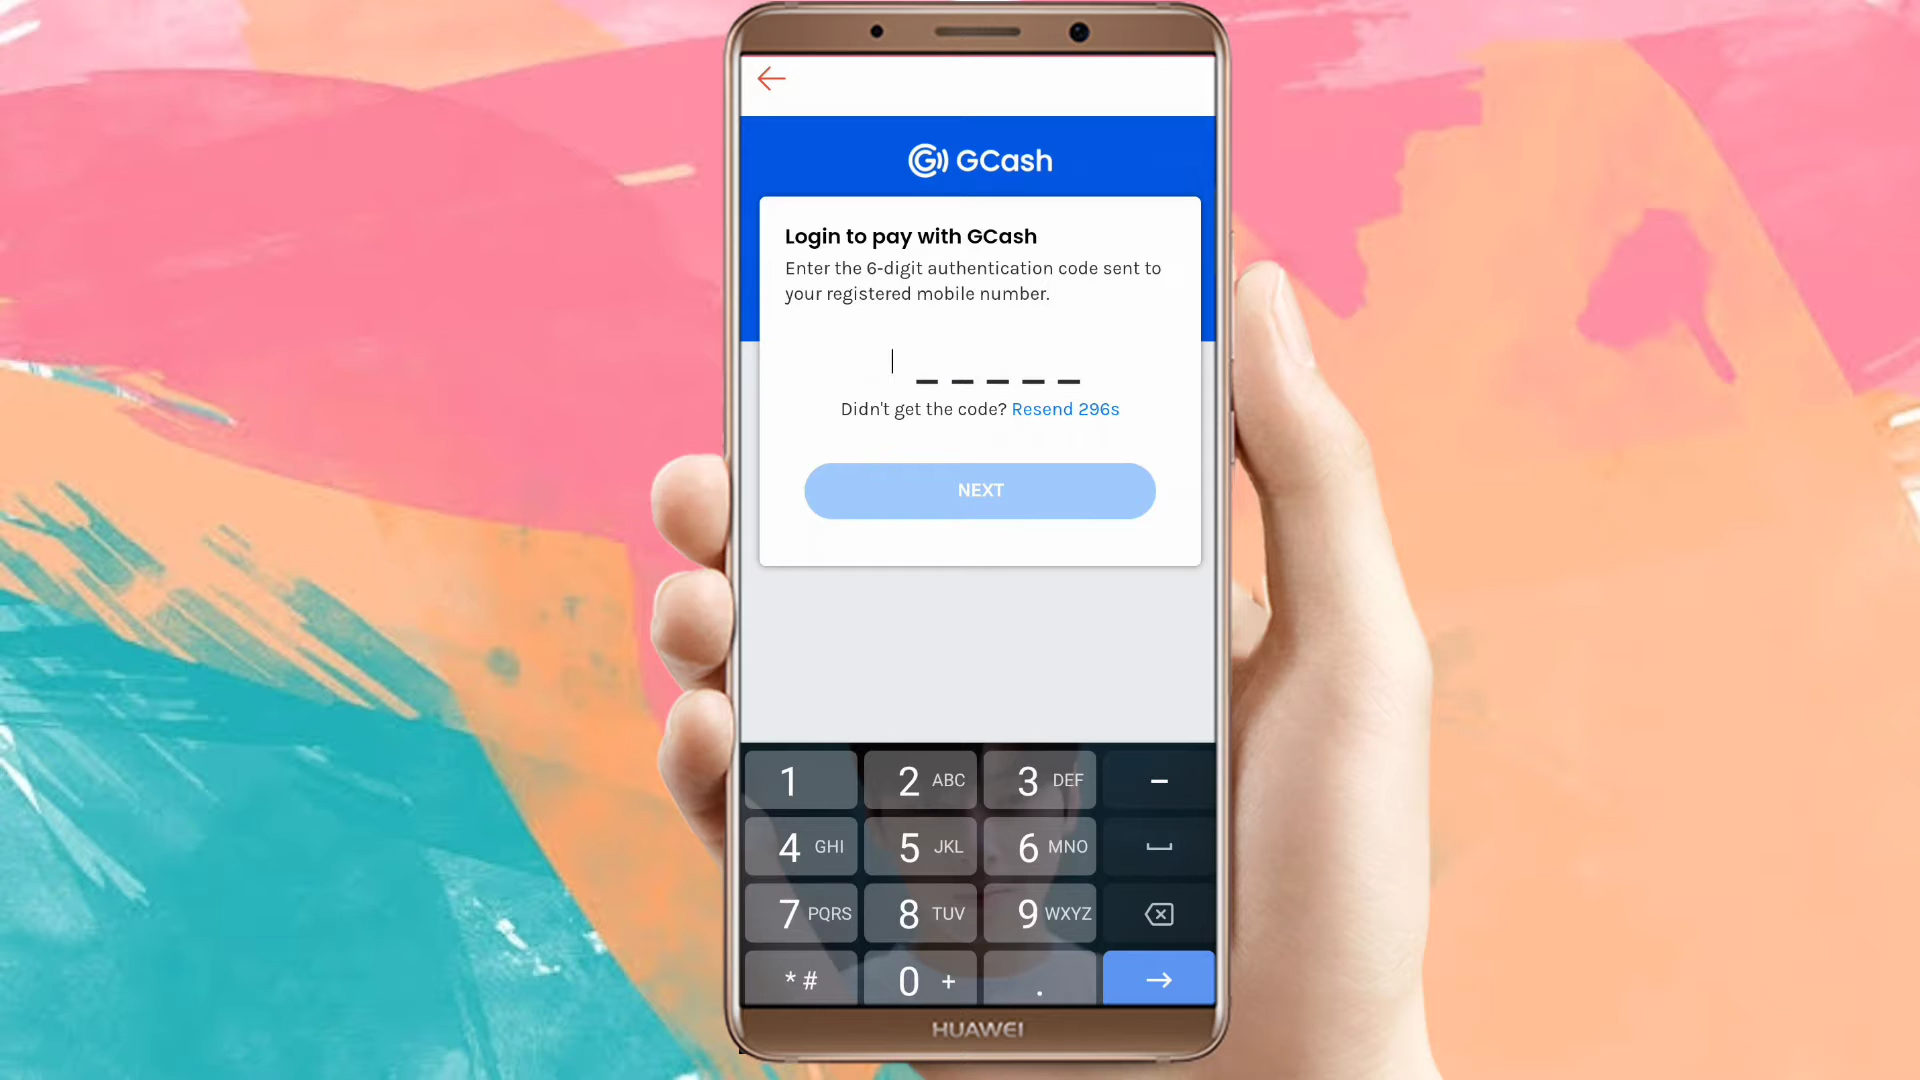 GCash
Login to pay with GCash
Enter the 6-digit authentication code sent to
your registered mobile number.
Didn't get the code? Resend 296s
NEXT
1 2 ABC 3 DEF -
4 GHI 5 JKL 6 MNO
7 PQRS 8 TUV 9 WXYZ
* # 0 + .
HUAWEI